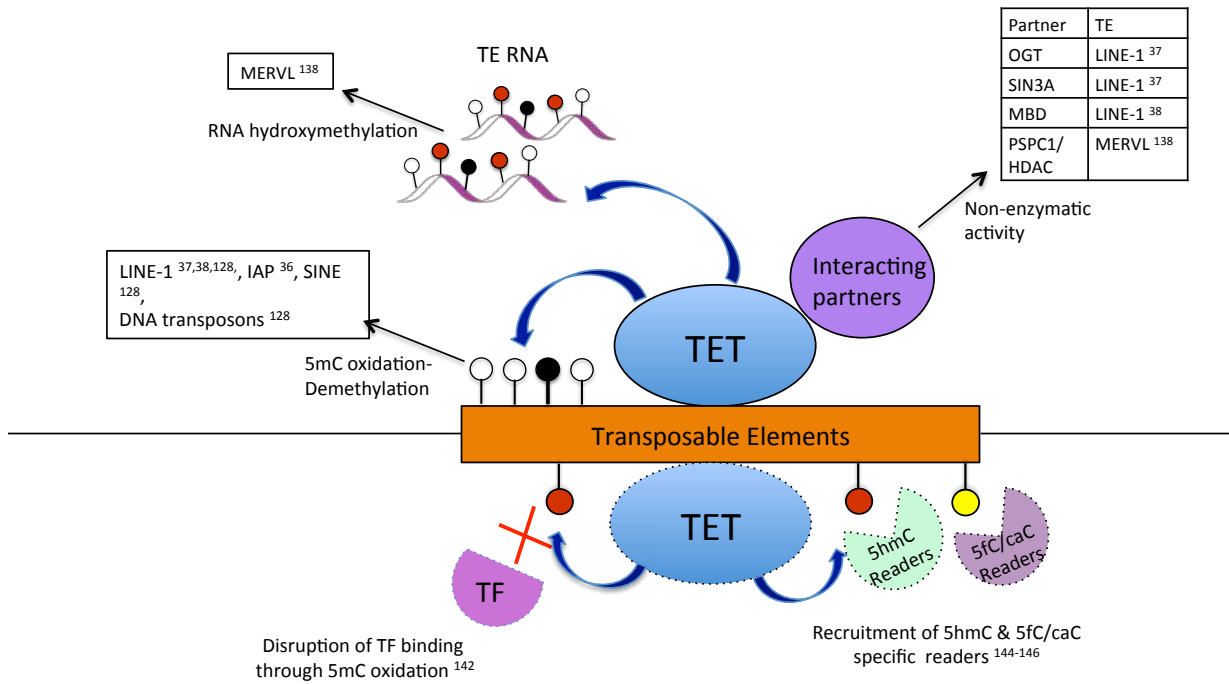 TE RNA
MERVL 138
RNA hydroxymethylation
Partner TE
OGT LINE-1 37
SIN3A LINE-1 37
MBD LINE-1 38
PSPC1/ MERVL 138
HDAC
Non-enzymatic
activity
Interacting
partners
LINE-1 37,38,128,, IAP 36, SINE
128,
DNA transposons 128
5mC oxidation-
Demethylation
TET
Transposable Elements
TET
TF
5hmC
Readers
5fC/caC
Readers
Disruption of TF binding
through 5mC oxidation 142
Recruitment of 5hmC & 5fC/caC
specific readers 144-146